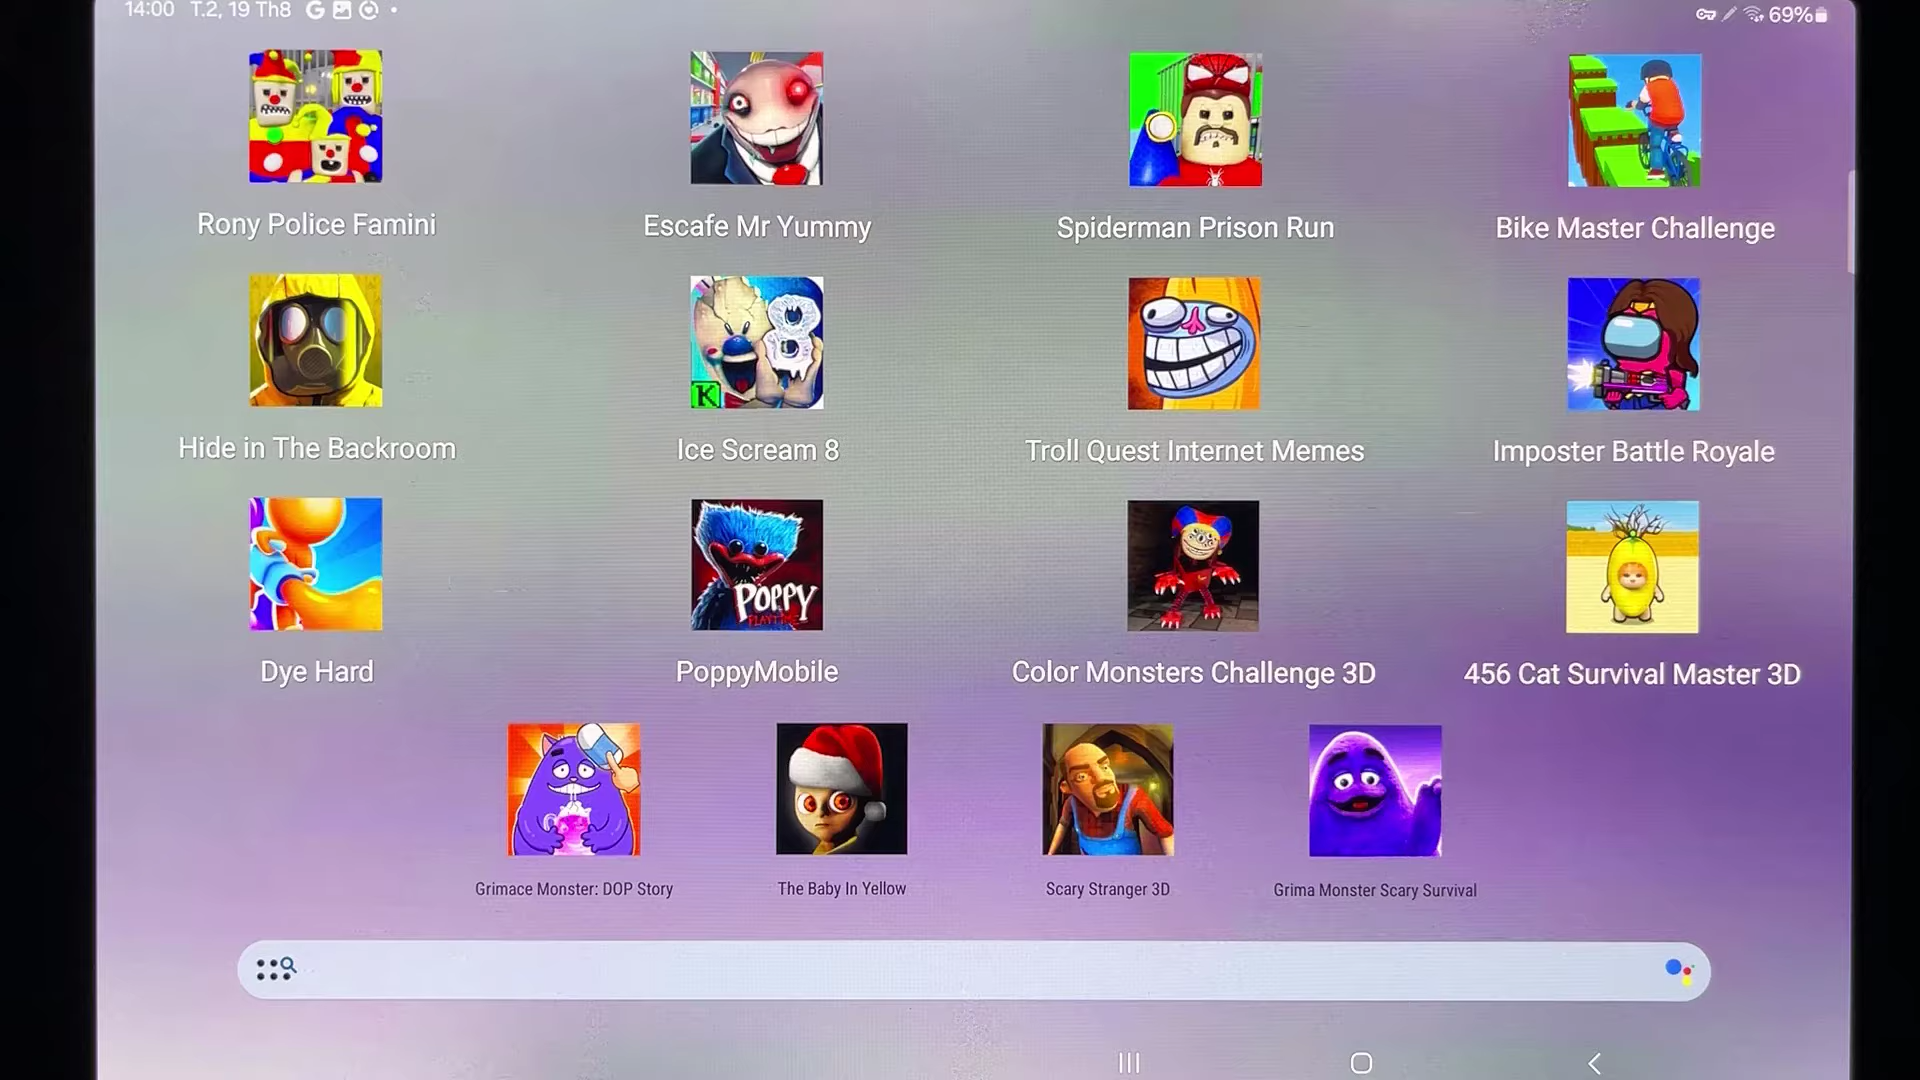 14:00 T.2, 19 Th8 G 69%
Rony Police Famini
Escafe Mr Yummy
Spiderman Prison Run
Bike Master Challenge
Hide in The Backroom
K
Ice Scream 8
Troll Quest Internet Memes
Imposter Battle Royale
Dye Hard
POPPY
PLAYTIME
PoppyMobile
Color Monsters Challenge 3D
456 Cat Survival Master 3D
Grimace Monster: DOP Story
The Baby In Yellow
Scary Stranger 3D
Grima Monster Scary Survival